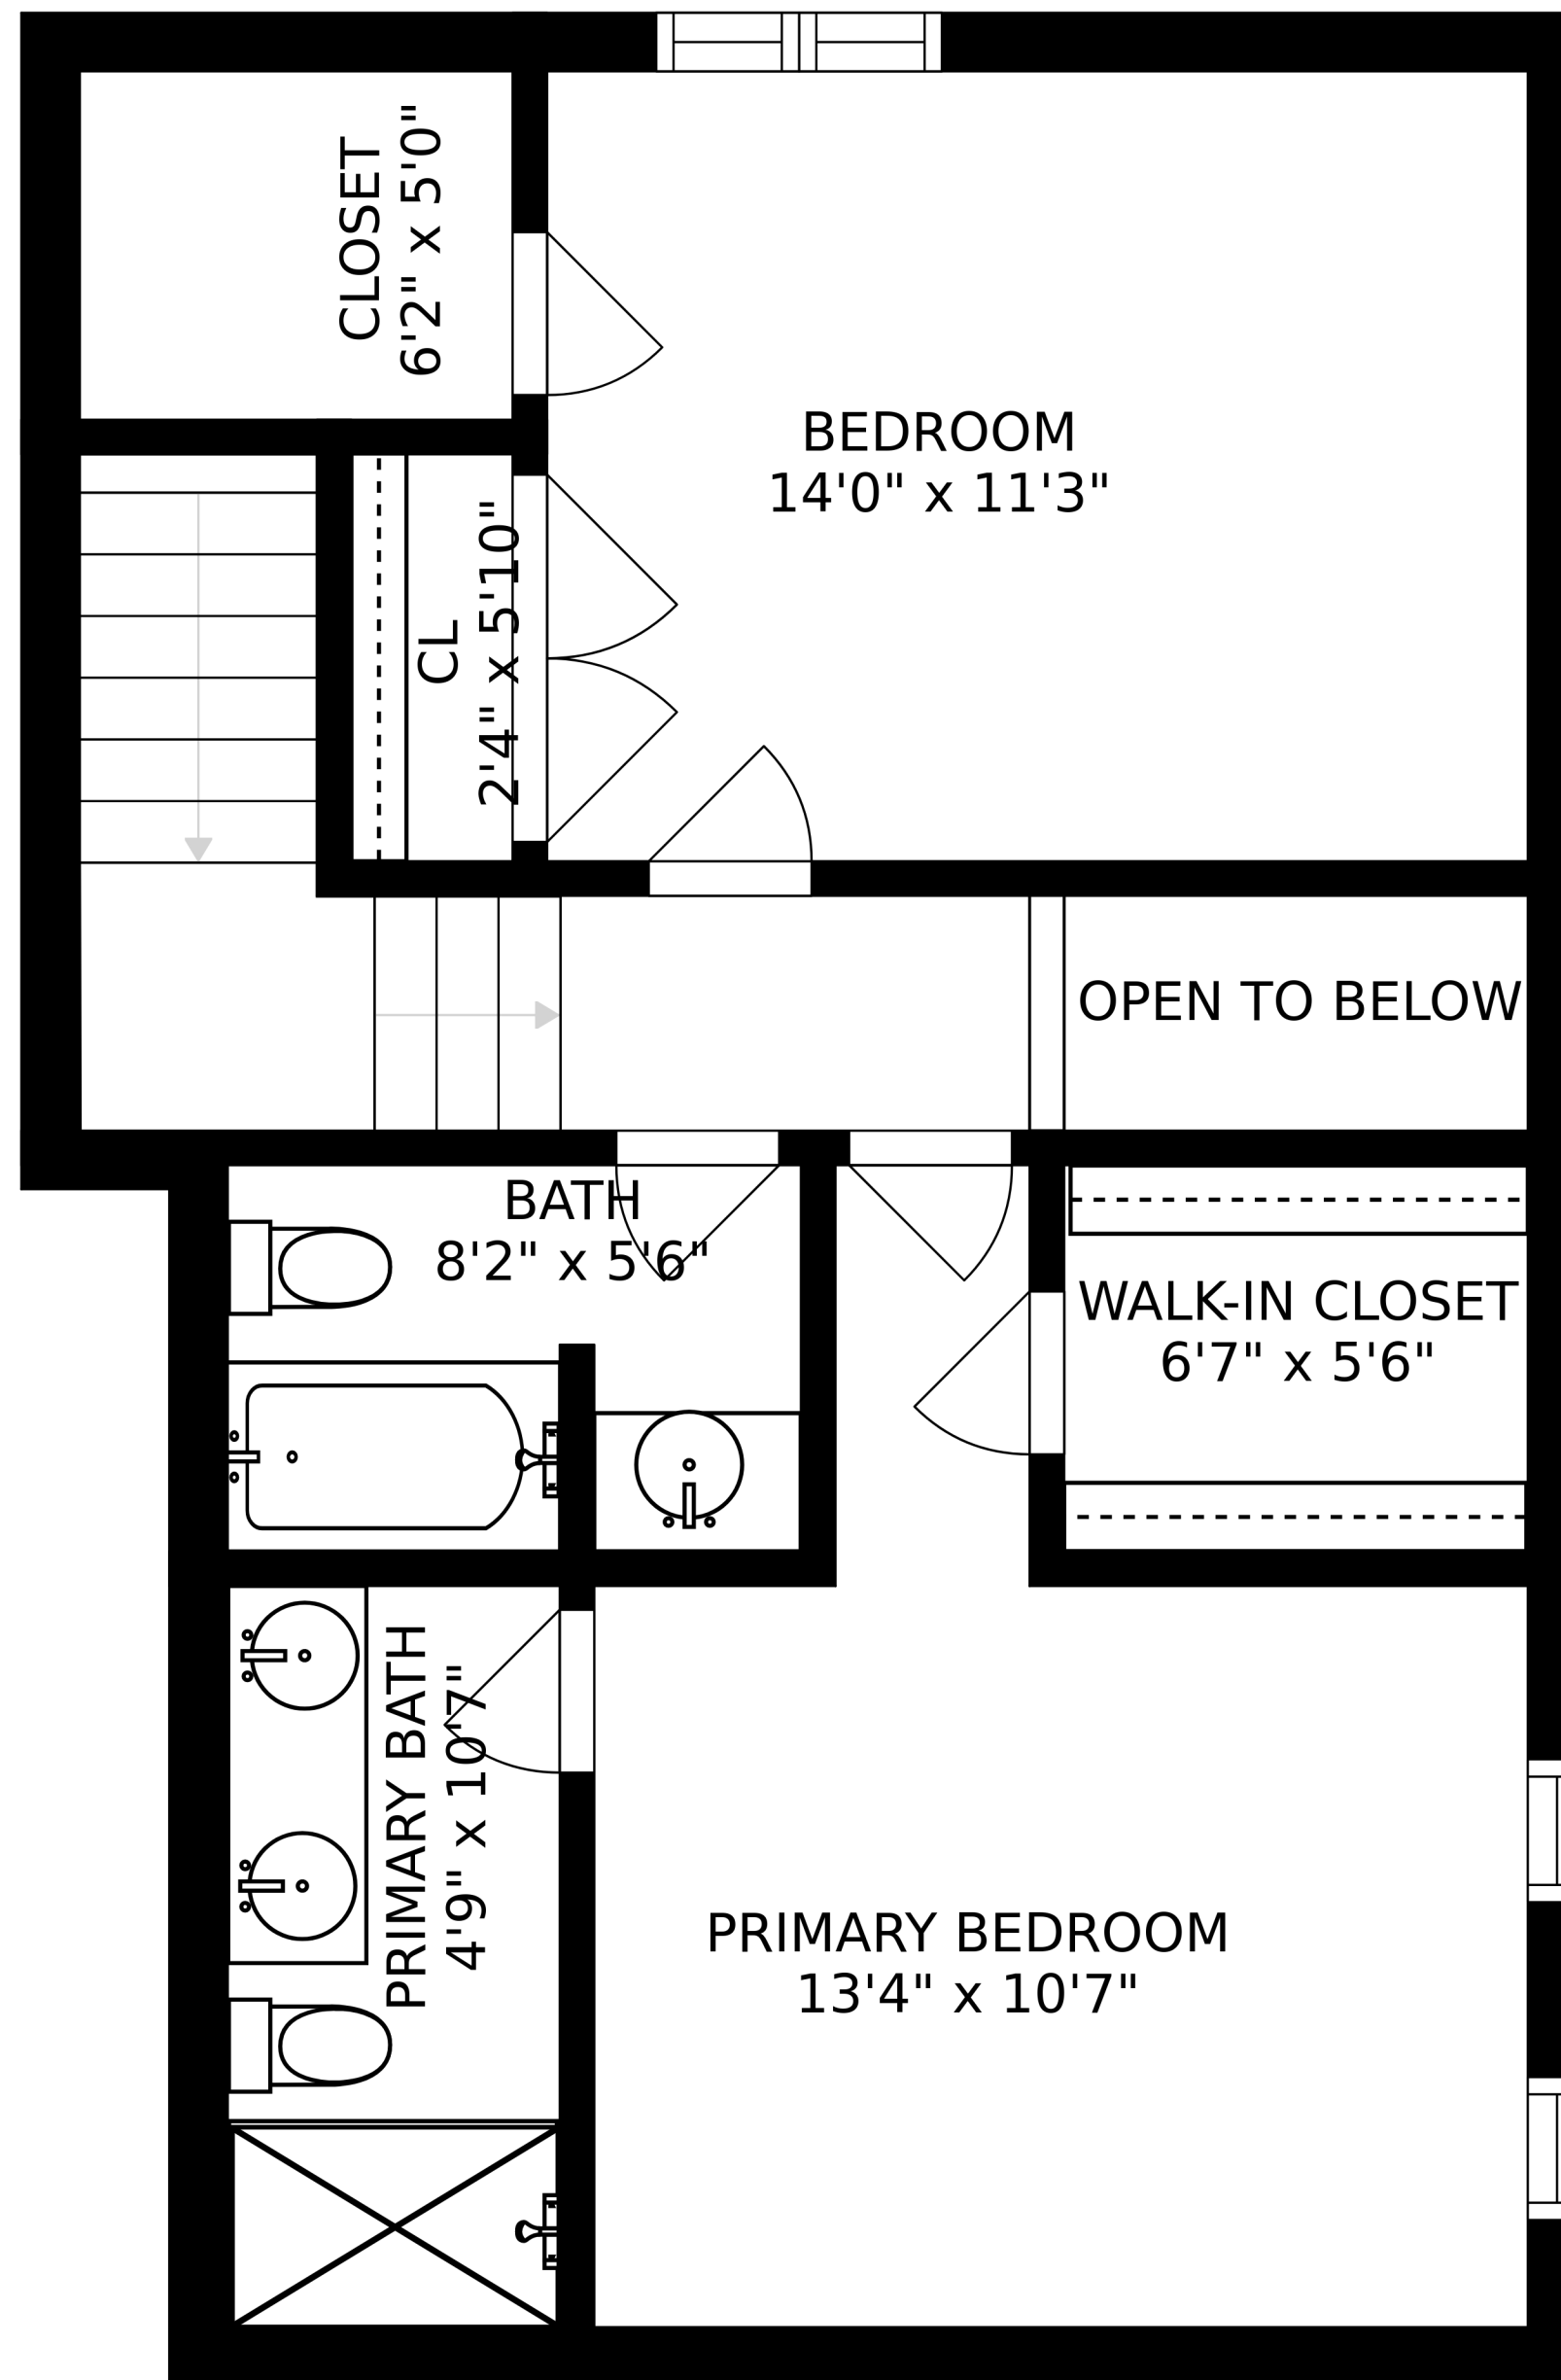 CLOSET
6'2" x 5'0"
BEDROOM
14'0" x 11'3"
CL
2'4" x 5'10"
OPEN TO BELOW
BATH
8'2" x 5'6"
WALK-IN CLOSET
6'7" x 5'6"
PRIMARY BATH
4'9" x 10'7"
PRIMARY BEDROOM
13'4" x 10'7"